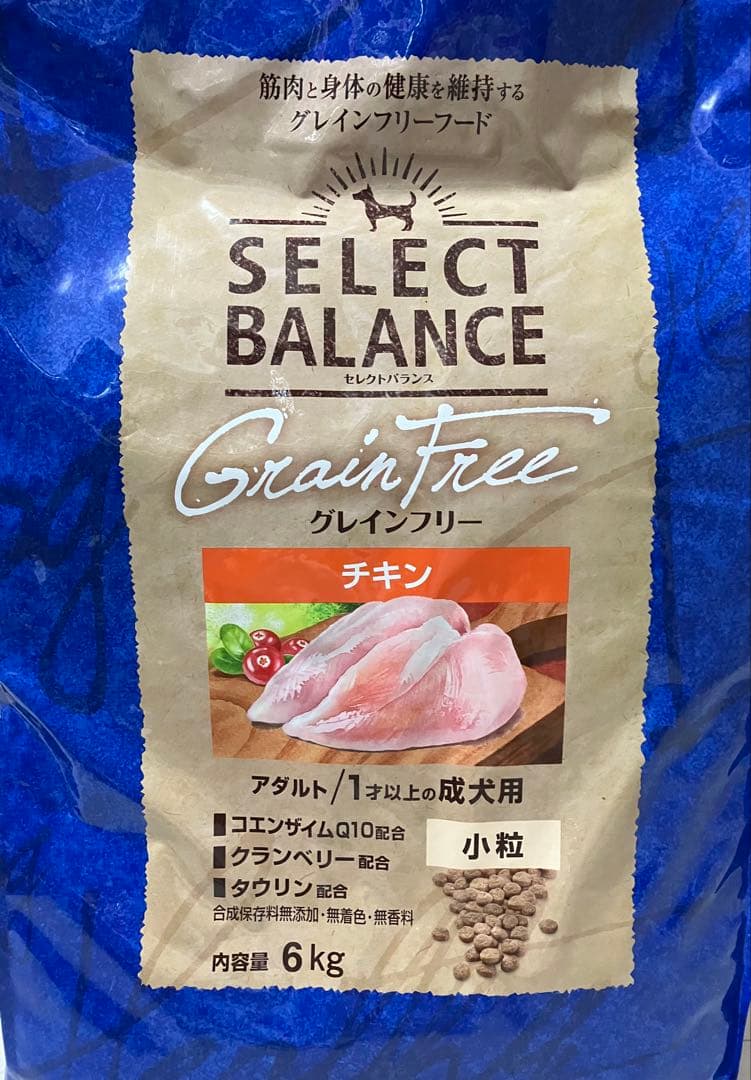 筋肉と身体の健康を維持する
グレインフリーフード
SELECT
BALANCE
セレクトバランス
Grain Free
グレインフリー
チキン
アダルト/1才以上の成犬用
コエンザイムQ10配合
クランベリー配合
タウリン配合
小粒
合成保存料無添加・無着色・無香料
内容量 6kg